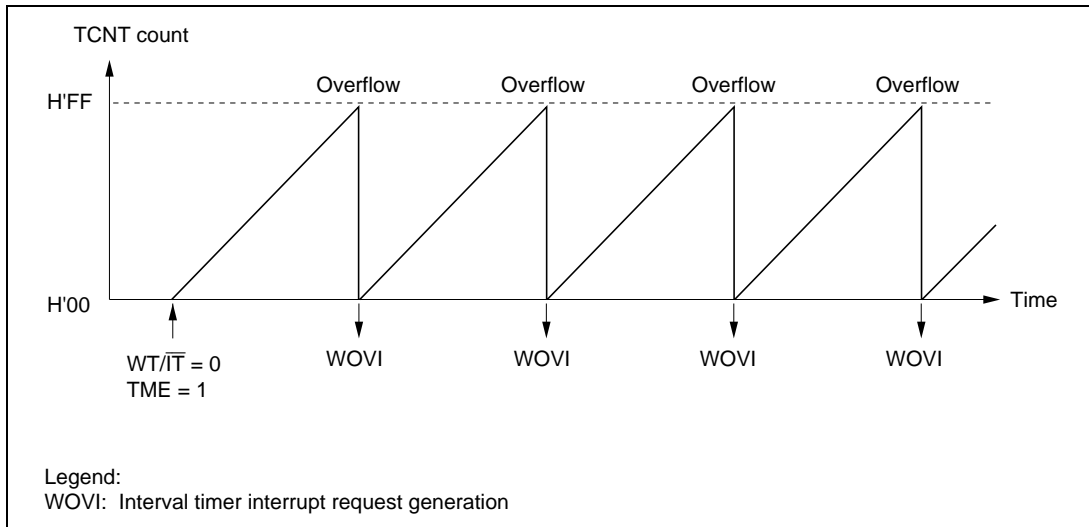 TCNT count
Overflow Overflow Overflow Overflow
H'FF
H'00
Time
WT/I̅T̅ = 0
TME = 1
WOVI WOVI WOVI WOVI
Legend:
WOVI: Interval timer interrupt request generation